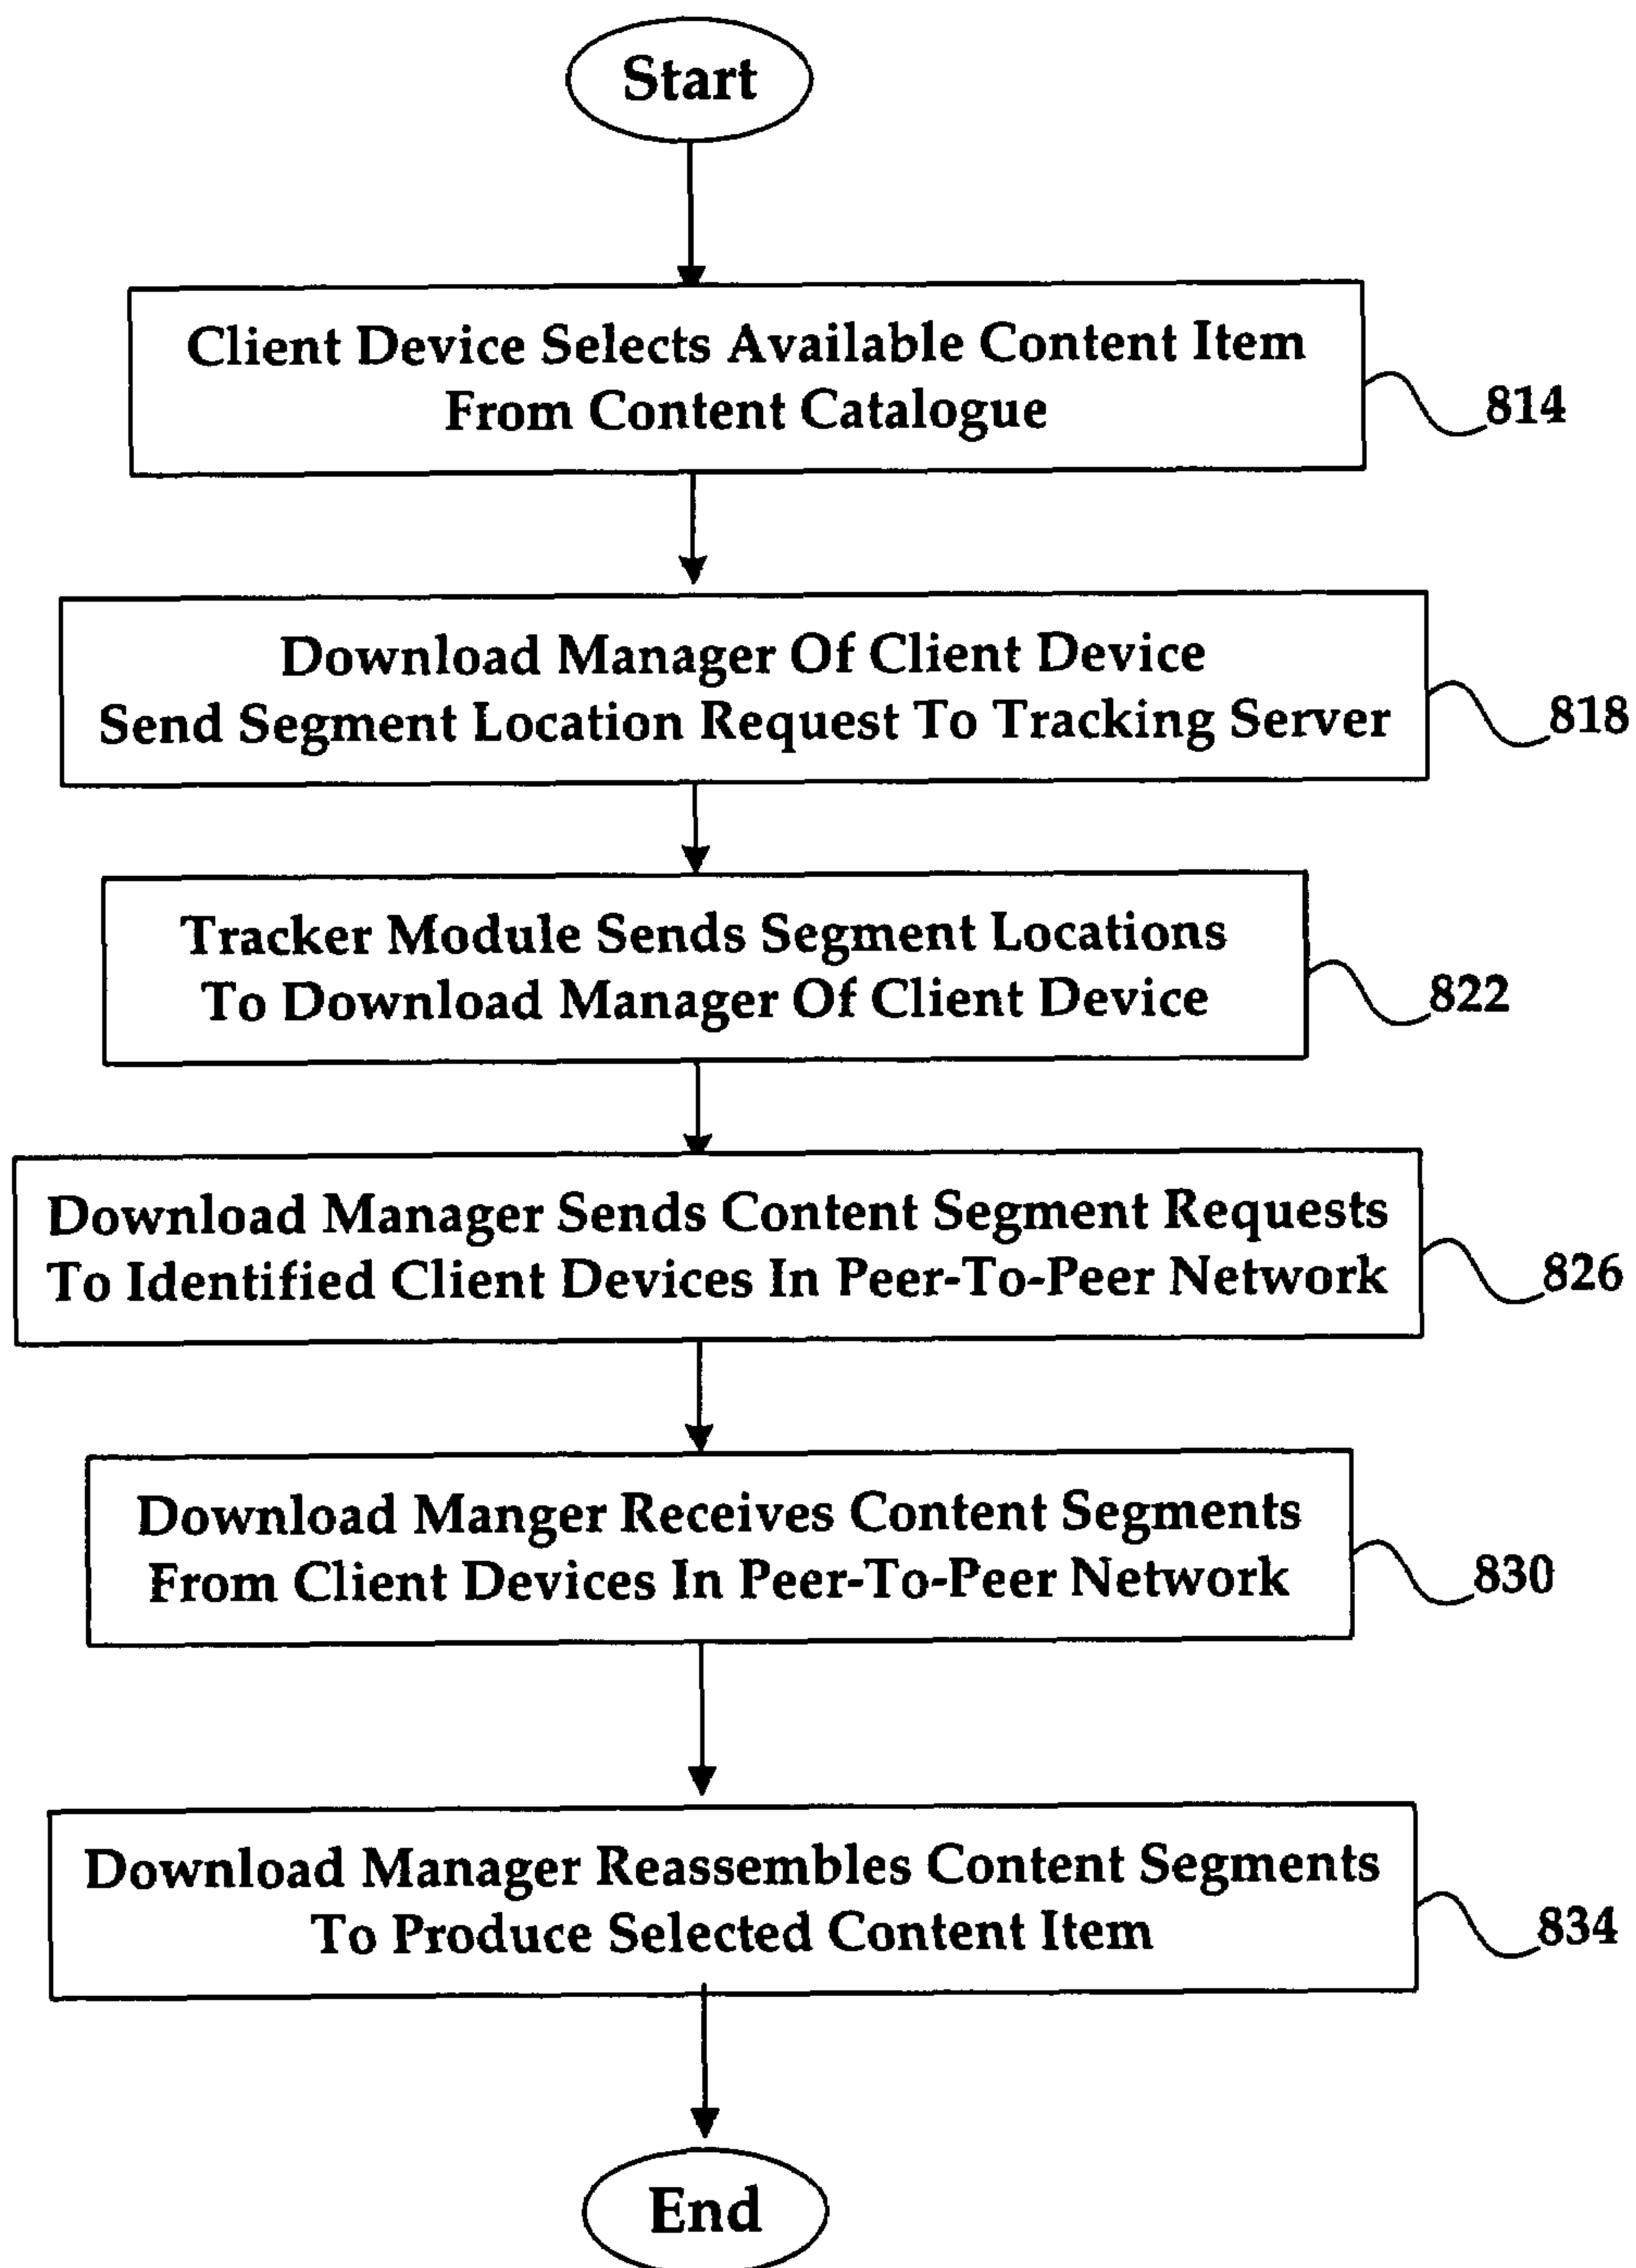 Start
Client Device Selects Available Content Item
From Content Catalogue
814
Download Manager Of Client Device
Send Segment Location Request To Tracking Server
818
Tracker Module Sends Segment Locations
To Download Manager Of Client Device
822
Download Manager Sends Content Segment Requests
To Identified Client Devices In Peer-To-Peer Network
826
Download Manger Receives Content Segments
From Client Devices In Peer-To-Peer Network
830
Download Manager Reassembles Content Segments
To Produce Selected Content Item
834
End